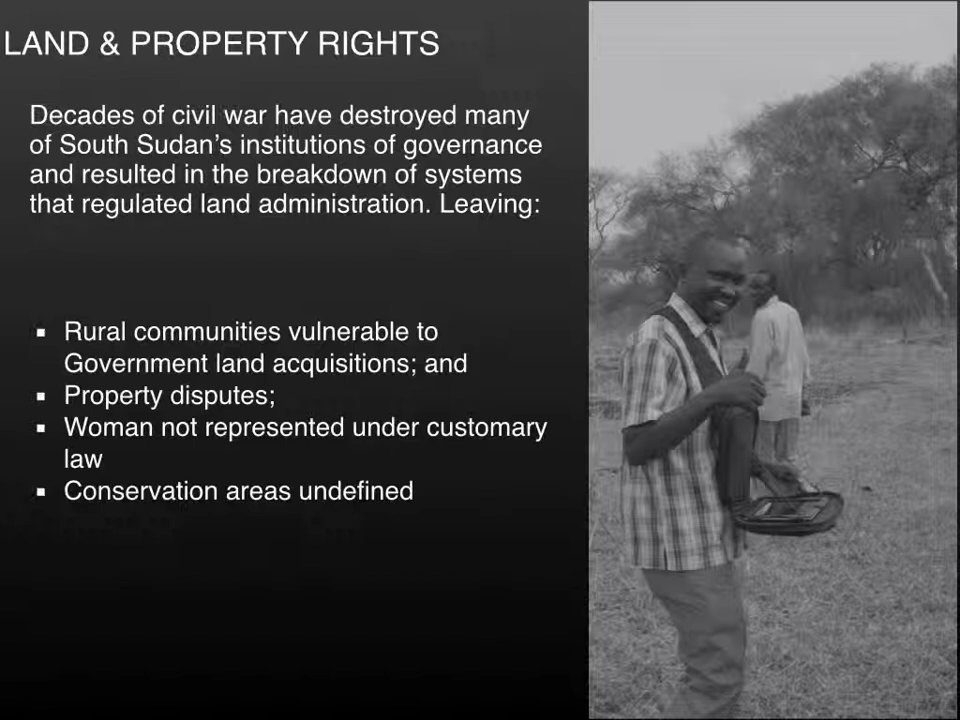 LAND & PROPERTY RIGHTS
Decades of civil war have destroyed many
of South Sudan’s institutions of governance
and resulted in the breakdown of systems
that regulated land administration. Leaving:
▪ Rural communities vulnerable to
Government land acquisitions; and
▪ Property disputes;
▪ Woman not represented under customary
law
▪ Conservation areas undefined